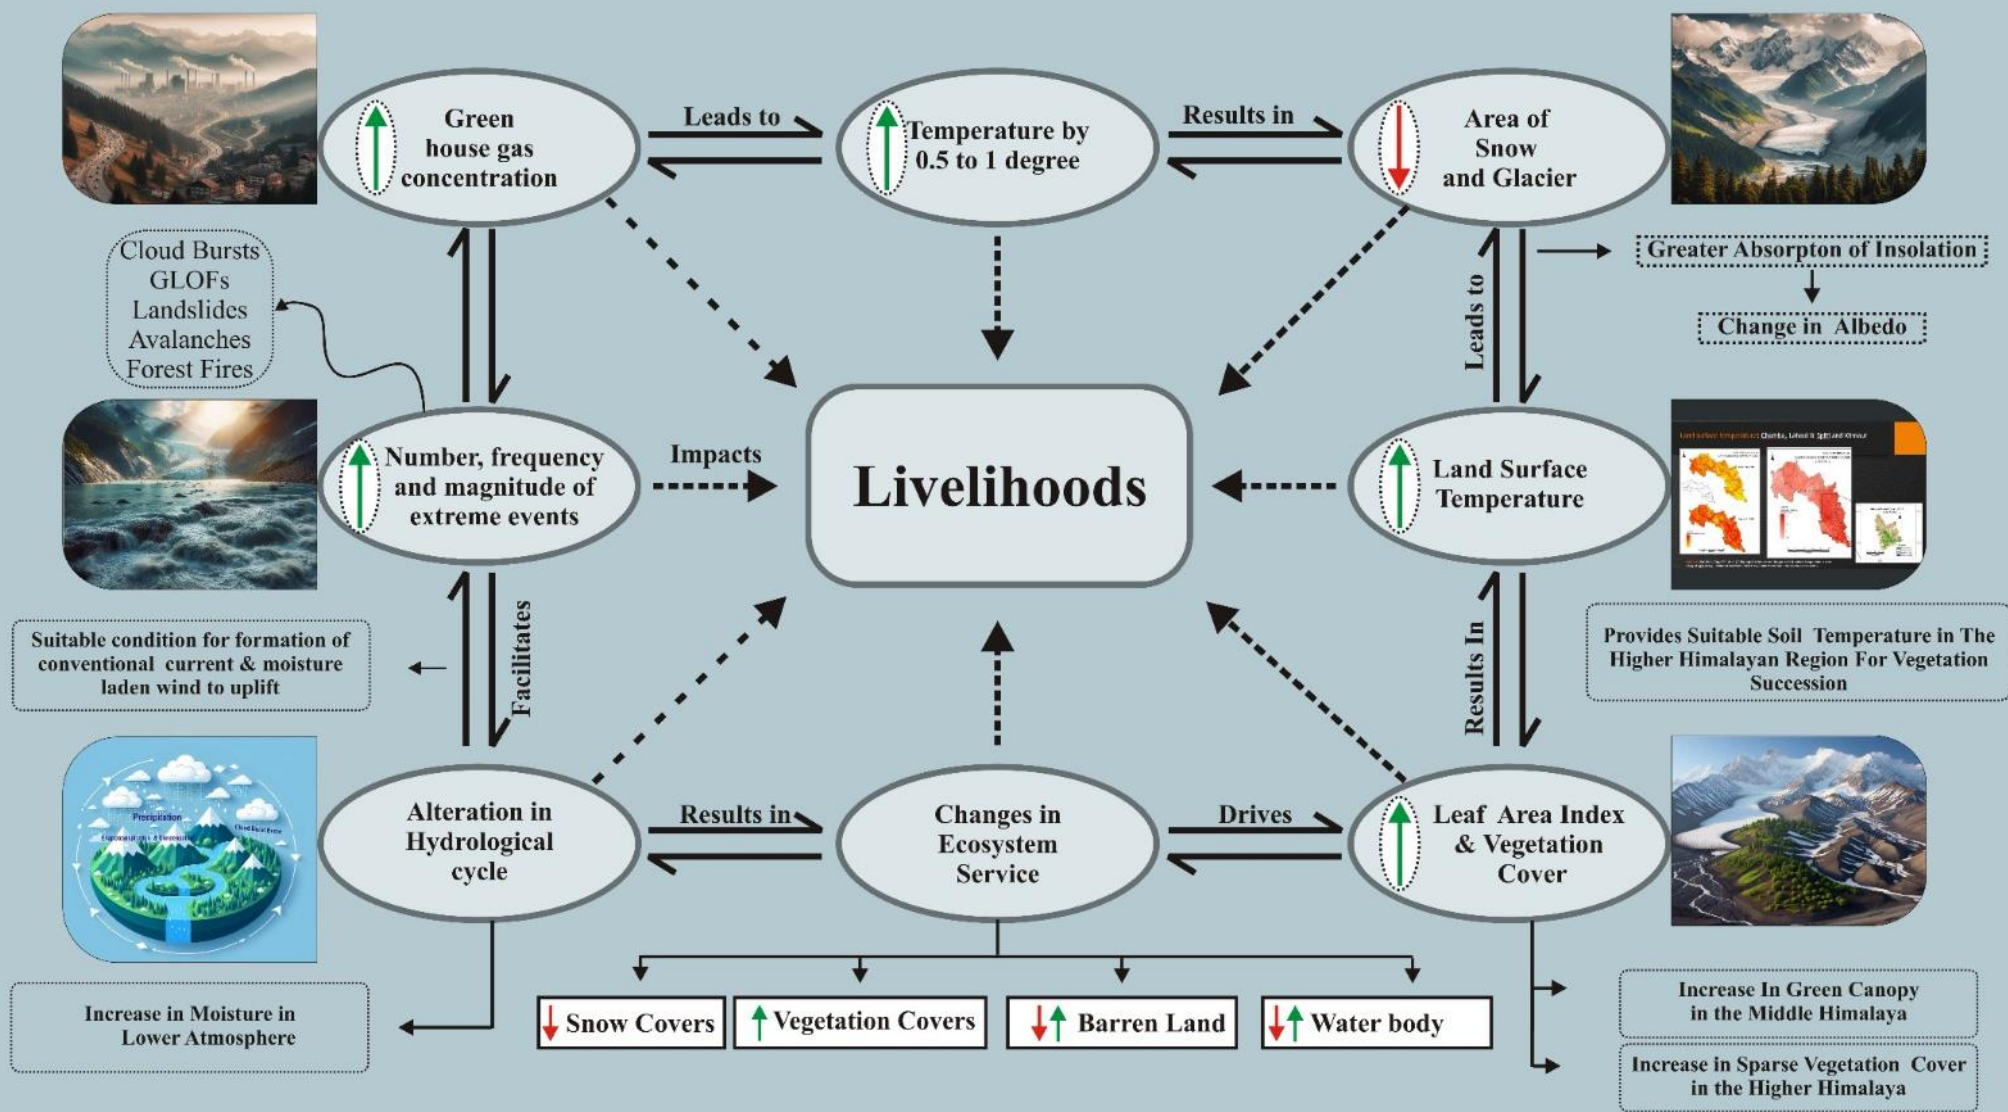 Green
house gas
concentration
Leads to
Temperature by
0.5 to 1 degree
Results in
Area of
Snow
and Glacier
Cloud Bursts
GLOFs
Landslides
Avalanches
Forest Fires
Greater Absorpton of Insolation
Change in Albedo
Leads to
Number, frequency
and magnitude of
extreme events
Impacts
Livelihoods
Land Surface
Temperature
Suitable condition for formation of
conventional current & moisture
laden wind to uplift
Facilitates
Results In
Provides Suitable Soil Temperature in The
Higher Himalayan Region For Vegetation
Succession
Precipitation
Alteration in
Hydrological
cycle
Results in
Changes in
Ecosystem
Service
Drives
Leaf Area Index
& Vegetation
Cover
Increase in Moisture in
Lower Atmosphere
Snow Covers
Vegetation Covers
Barren Land
Water body
Increase In Green Canopy
in the Middle Himalaya
Increase in Sparse Vegetation Cover
in the Higher Himalaya